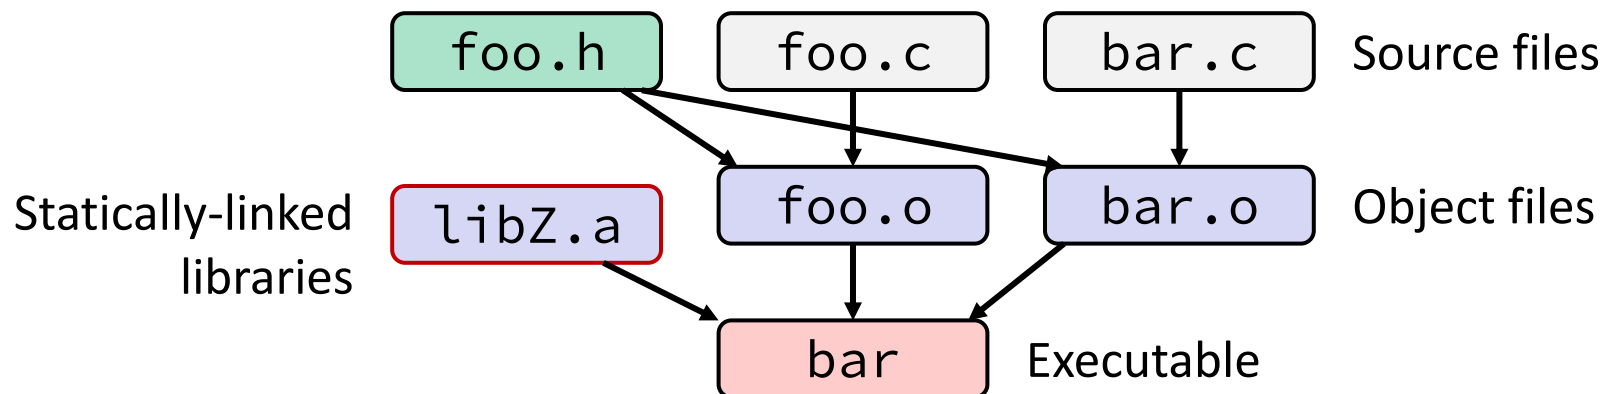 foo.h
foo.c
bar.c
Source files
Statically-linked
libraries
libZ.a
foo.o
bar.o
Object files
bar
Executable